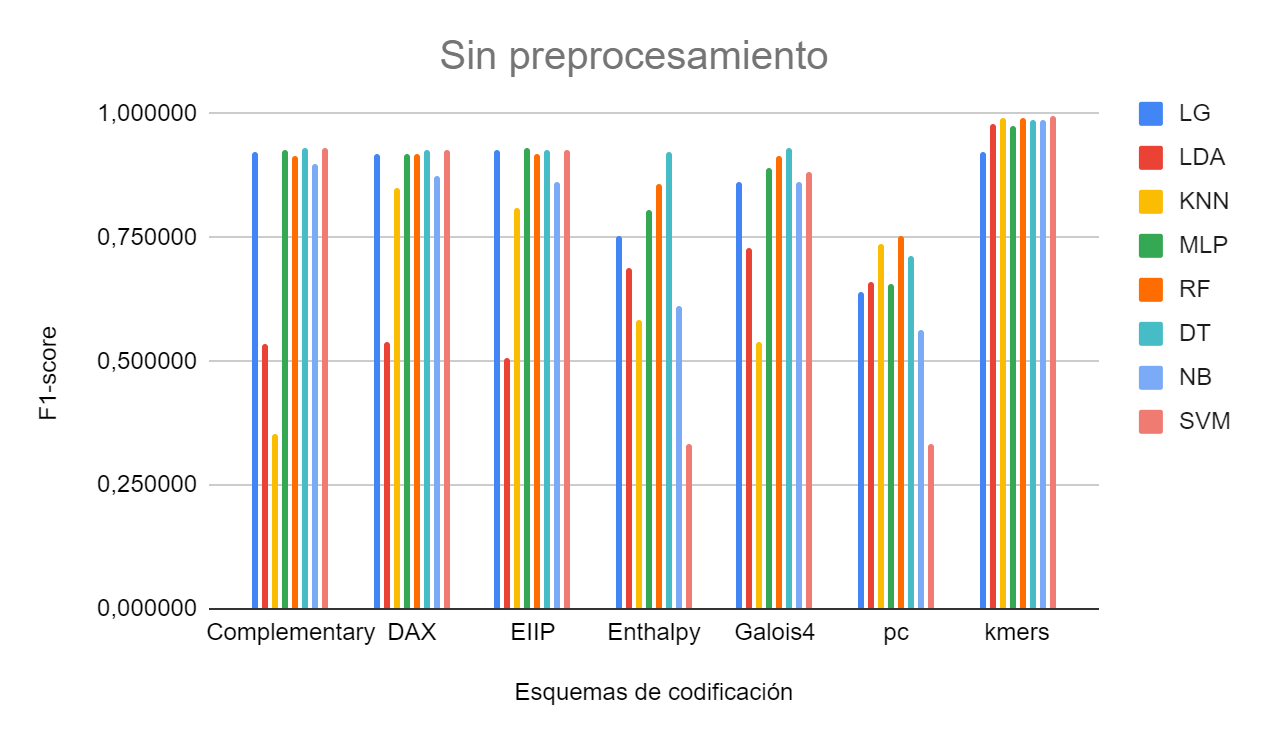 Sin preprocesamiento
1,000000
0,750000
0,500000
0,250000
0,000000
F1-score
Complementary DAX EIIP Enthalpy Galois4 pc kmers
Esquemas de codificación
LG
LDA
KNN
MLP
RF
DT
NB
SVM